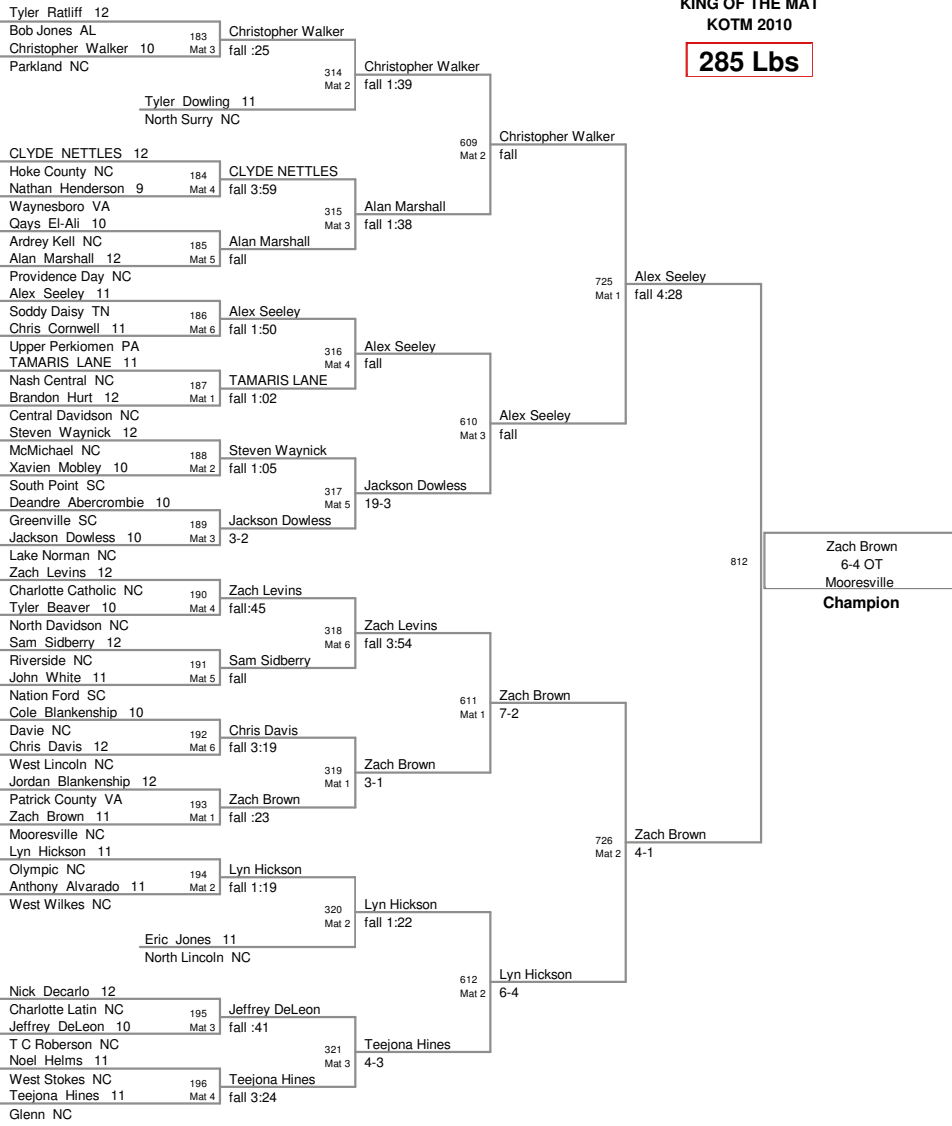 KING OF THE MAT
KOTM 2010
285 Lbs
Tyler Ratliff 12
Bob Jones AL
Christopher Walker 10
Parkland NC
183
Mat 3
Christopher Walker
fall :25
Tyler Dowling 11
North Surry NC
314
Mat 2
Christopher Walker
fall 1:39
CLYDE NETTLES 12
Hoke County NC
Nathan Henderson 9
Waynesboro VA
184
Mat 4
CLYDE NETTLES
fall 3:59
Qays El-Ali 10
Ardrey Kell NC
Alan Marshall 12
Providence Day NC
185
Mat 5
Alan Marshall
fall
315
Mat 3
Alan Marshall
fall 1:38
609
Mat 2
Christopher Walker
fall
Alex Seeley 11
Soddy Daisy TN
Chris Cornwell 11
Upper Perkiomen PA
186
Mat 6
Alex Seeley
fall 1:50
TAMARIS LANE 11
Nash Central NC
Brandon Hurt 12
Central Davidson NC
187
Mat 1
TAMARIS LANE
fall 1:02
316
Mat 4
Alex Seeley
fall
Steven Waynick 12
McMichael NC
Xavien Mobley 10
South Point SC
188
Mat 2
Steven Waynick
fall 1:05
Deandre Abercrombie 10
Greenville SC
Jackson Dowless 10
Lake Norman NC
189
Mat 3
Jackson Dowless
3-2
317
Mat 5
Jackson Dowless
19-3
610
Mat 3
Alex Seeley
fall
725
Mat 1
Alex Seeley
fall 4:28
Zach Levins 12
Charlotte Catholic NC
Tyler Beaver 10
North Davidson NC
190
Mat 4
Zach Levins
fall:45
Sam Sidberry 12
Riverside NC
John White 11
Nation Ford SC
191
Mat 5
Sam Sidberry
fall
318
Mat 6
Zach Levins
fall 3:54
Cole Blankenship 10
Davie NC
Chris Davis 12
West Lincoln NC
192
Mat 6
Chris Davis
fall 3:19
Jordan Blankenship 12
Patrick County VA
Zach Brown 11
Mooresville NC
193
Mat 1
Zach Brown
fall :23
319
Mat 1
Zach Brown
3-1
611
Mat 1
Zach Brown
7-2
Lyn Hickson 11
Olympic NC
Anthony Alvarado 11
West Wilkes NC
194
Mat 2
Lyn Hickson
fall 1:19
Eric Jones 11
North Lincoln NC
320
Mat 2
Lyn Hickson
fall 1:22
Nick Decarlo 12
Charlotte Latin NC
Jeffrey DeLeon 10
T C Roberson NC
195
Mat 3
Jeffrey DeLeon
fall :41
Noel Helms 11
West Stokes NC
Teejona Hines 11
Glenn NC
196
Mat 4
Teejona Hines
fall 3:24
321
Mat 3
Teejona Hines
4-3
612
Mat 2
Lyn Hickson
6-4
726
Mat 2
Zach Brown
4-1
812
Zach Brown
6-4 OT
Mooresville
Champion